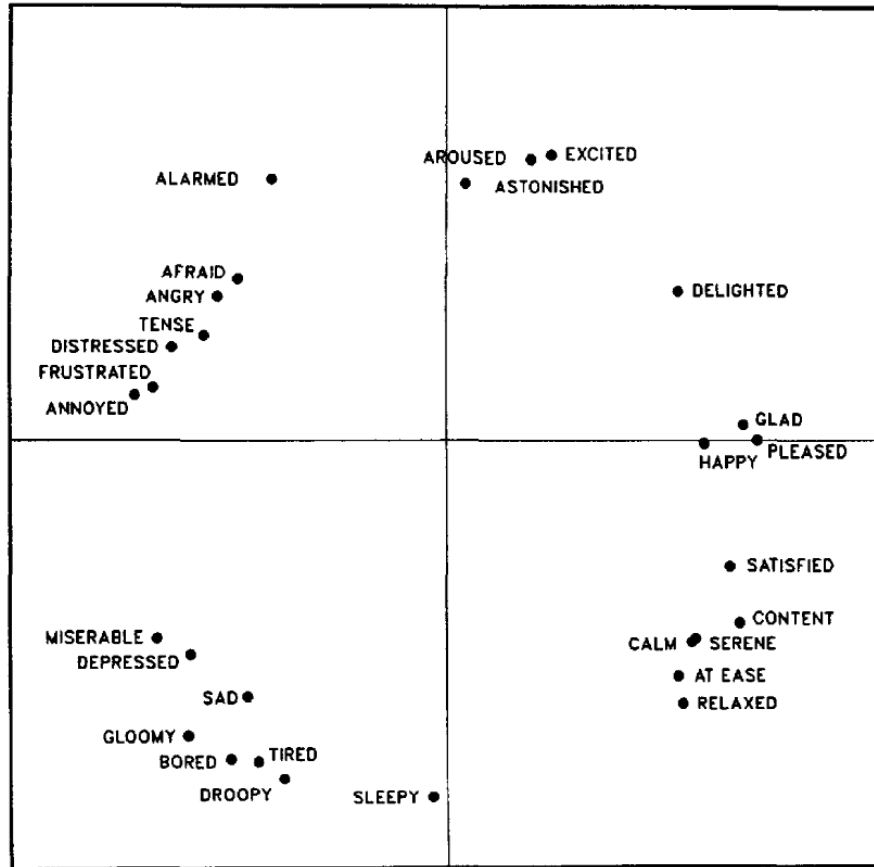 AROUSED
EXCITED
ALARMED
ASTONISHED
AFRAID
ANGRY
DELIGHTED
TENSE
DISTRESSED
FRUSTRATED
ANNOYED
GLAD
PLEASED
HAPPY
SATISFIED
CONTENT
MISERABLE
CALM
SERENE
DEPRESSED
AT EASE
SAD
RELAXED
GLOOMY
BORED
TIRED
DROOPY
SLEEPY